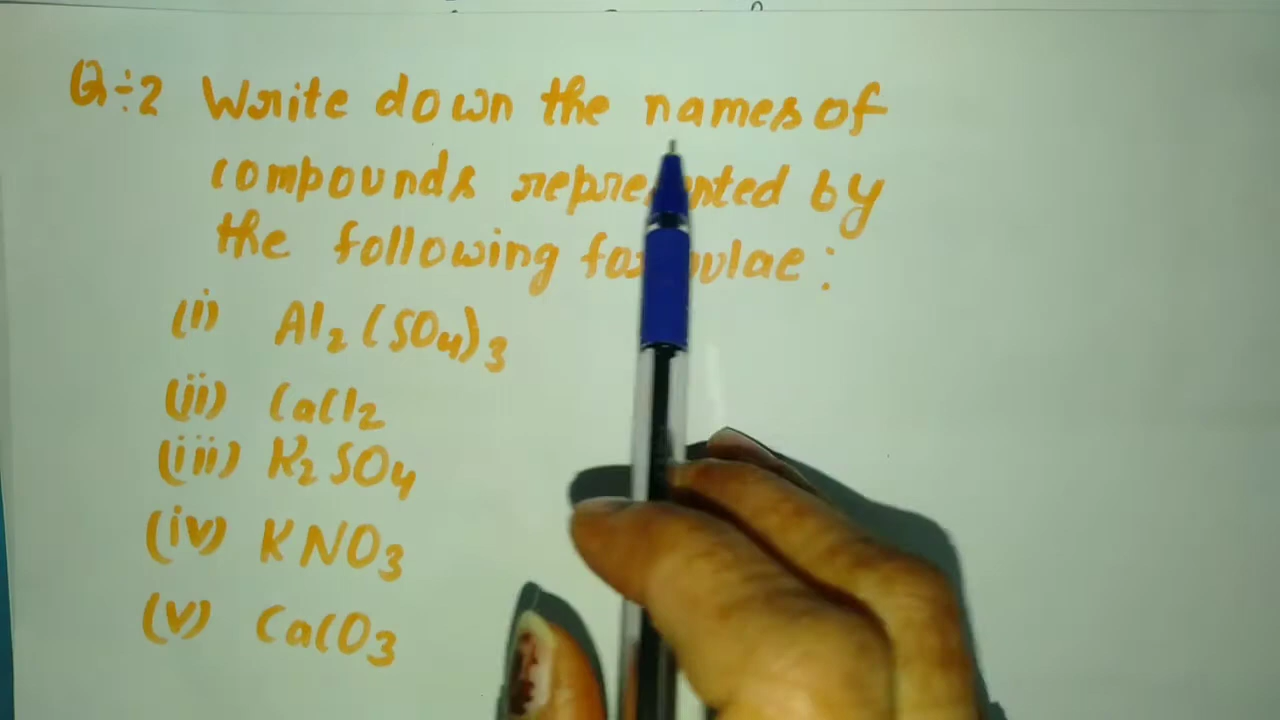 Q÷2 Write down the names of
compounds represented by
the following formulae:
(i) Al₂(SO₄)₃
(ii) CaCl₂
(iii) K₂SO₄
(iv) KNO₃
(v) CaCO₃